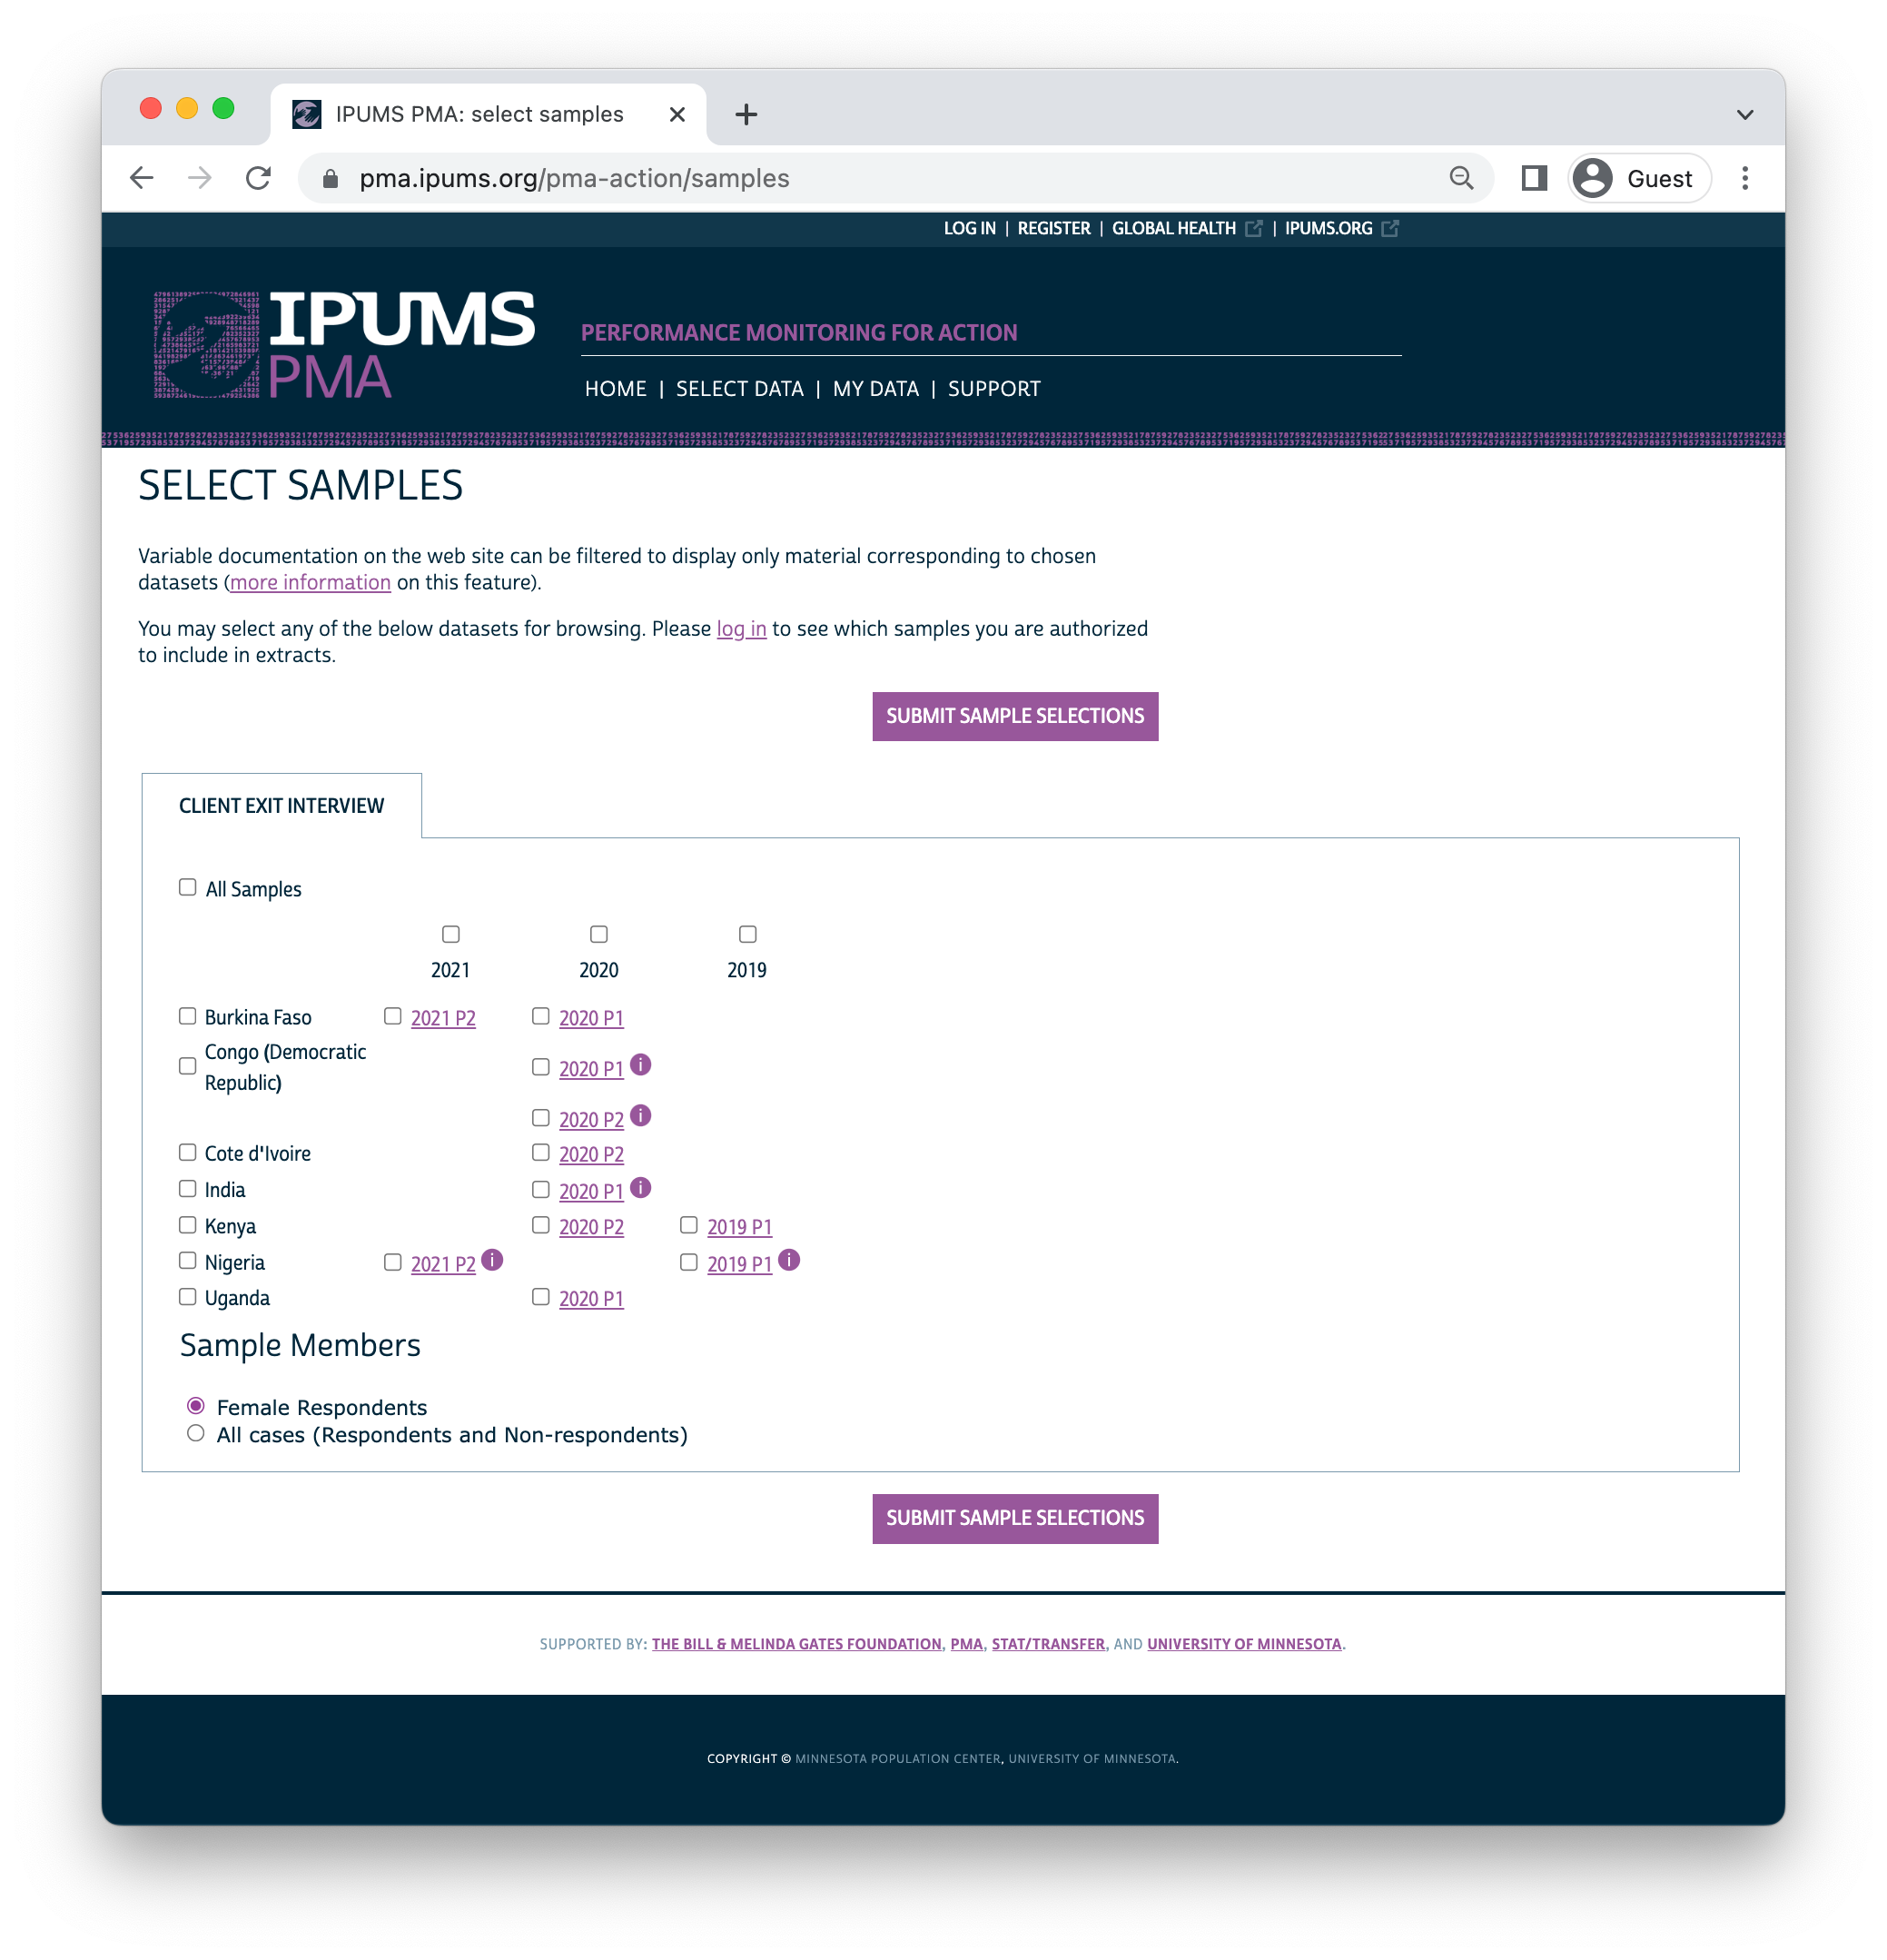 IPUMS PMA: select samples
pma.ipums.org/pma-action/samples
Guest
LOG IN | REGISTER | GLOBAL HEALTH | IPUMS.ORG
IPUMS
PMA
PERFORMANCE MONITORING FOR ACTION
HOME | SELECT DATA | MY DATA | SUPPORT
SELECT SAMPLES
Variable documentation on the web site can be filtered to display only material corresponding to chosen
datasets (more information on this feature).
You may select any of the below datasets for browsing. Please log in to see which samples you are authorized
to include in extracts.
SUBMIT SAMPLE SELECTIONS
CLIENT EXIT INTERVIEW
All Samples
2021 2020 2019
Burkina Faso 2021 P2 2020 P1
Congo (Democratic
Republic) 2020 P1 i
2020 P2 i
Cote d'Ivoire 2020 P2
India 2020 P1 i
Kenya 2020 P2 2019 P1
Nigeria 2021 P2 i 2019 P1 i
Uganda 2020 P1
Sample Members
Female Respondents
All cases (Respondents and Non-respondents)
SUBMIT SAMPLE SELECTIONS
SUPPORTED BY: THE BILL & MELINDA GATES FOUNDATION, PMA, STAT/TRANSFER, AND UNIVERSITY OF MINNESOTA.
COPYRIGHT © MINNESOTA POPULATION CENTER, UNIVERSITY OF MINNESOTA.